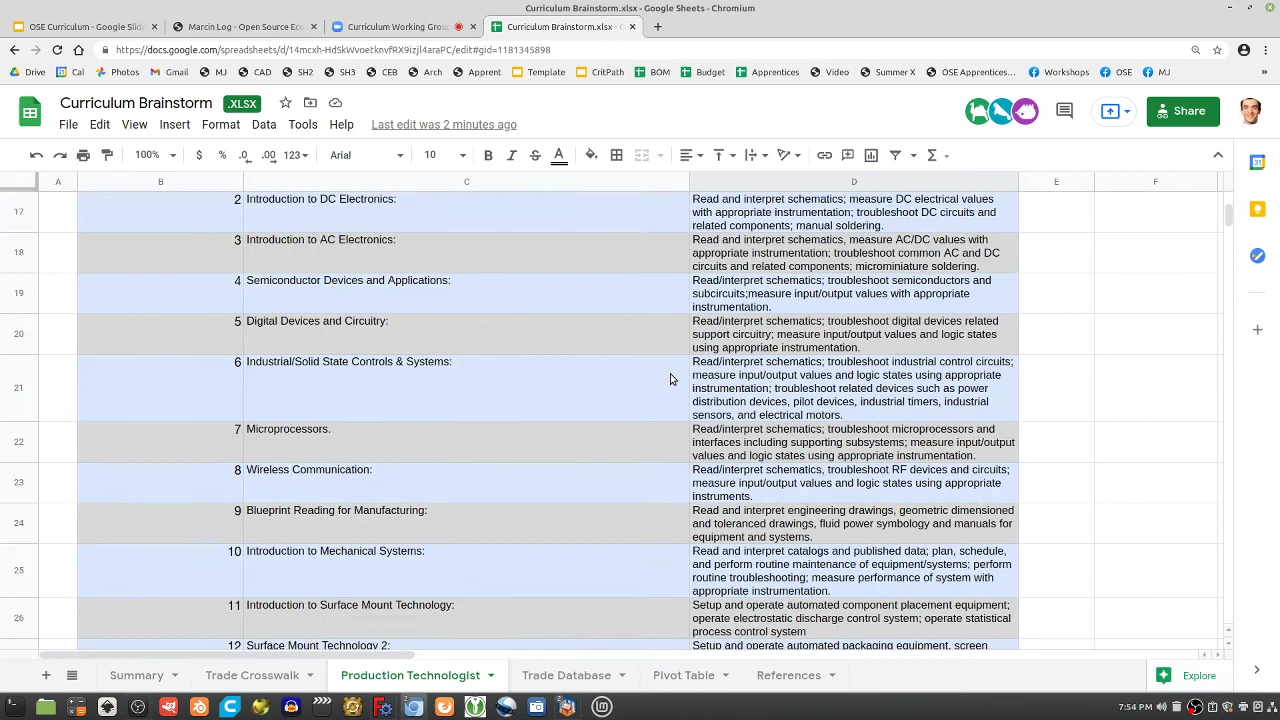 Curriculum Brainstorm.xlsx - Google Sheets - Chromium
OSE Curriculum - Google Slid
Marcin Log - Open Source Eco
Curriculum Working Group
Curriculum Brainstorm.xlsx - G
https://docs.google.com/spreadsheets/d/14mcxh-HdSkWvoetknvfRX9izjl4araPC/edit#gid=1181345898
Drive Cal Photos Gmail MJ CAD SH2 SH3 CEB Arch Apprent Template CritPath BOM Budget Apprentices Video Summer X OSE Apprentices... Workshops OSE MJ »
Curriculum Brainstorm .XLSX
Share
File Edit View Insert Format Data Tools Help Last edit was 2 minutes ago
100% $ % .0 .00 123 Arial 10 B I S A Σ
A B C D E F
17 2 Introduction to DC Electronics: Read and interpret schematics; measure DC electrical values
with appropriate instrumentation; troubleshoot DC circuits and
related components; manual soldering.
18 3 Introduction to AC Electronics: Read and interpret schematics, measure AC/DC values with
appropriate instrumentation; troubleshoot common AC and DC
circuits and related components; microminiature soldering.
19 4 Semiconductor Devices and Applications: Read/interpret schematics; troubleshoot semiconductors and
subcircuits;measure input/output values with appropriate
instrumentation.
20 5 Digital Devices and Circuitry: Read/interpret schematics; troubleshoot digital devices related
support circuitry; measure input/output values and logic states
using appropriate instrumentation.
21 6 Industrial/Solid State Controls & Systems: Read/interpret schematics; troubleshoot industrial control circuits;
measure input/output values and logic states using appropriate
instrumentation; troubleshoot related devices such as power
distribution devices, pilot devices, industrial timers, industrial
sensors, and electrical motors.
22 7 Microprocessors. Read/interpret schematics; troubleshoot microprocessors and
interfaces including supporting subsystems; measure input/output
values and logic states using appropriate instrumentation.
23 8 Wireless Communication: Read/interpret schematics, troubleshoot RF devices and circuits;
measure input/output values and logic states using appropriate
instruments.
24 9 Blueprint Reading for Manufacturing: Read and interpret engineering drawings, geometric dimensioned
and toleranced drawings, fluid power symbology and manuals for
equipment and systems.
25 10 Introduction to Mechanical Systems: Read and interpret catalogs and published data; plan, schedule,
and perform routine maintenance of equipment/systems; perform
routine troubleshooting; measure performance of system with
appropriate instrumentation.
26 11 Introduction to Surface Mount Technology: Setup and operate automated component placement equipment;
operate electrostatic discharge control system; operate statistical
process control system
12 Surface Mount Technology 2: Setup and operate automated packaging equipment, screen
Summary Trade Crosswalk Production Technologist Trade Database Pivot Table References Explore
7:54 PM